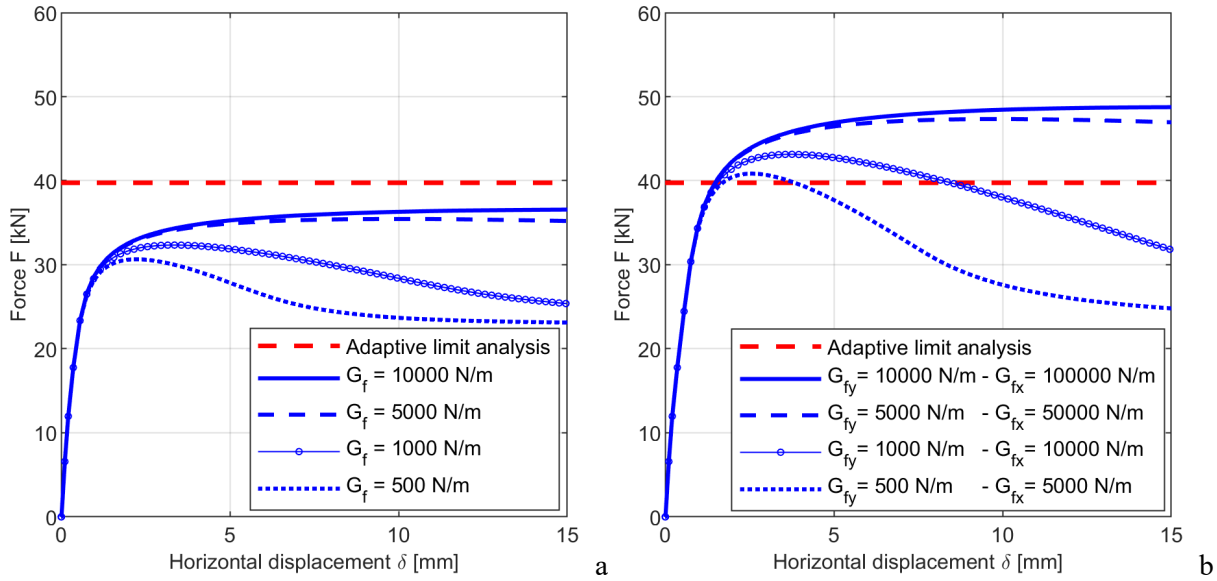 60
50
40
30
20
10
0
Force F [kN]
Adaptive limit analysis
G_f = 10000 N/m
G_f = 5000 N/m
G_f = 1000 N/m
G_f = 500 N/m
0 5 10 15
Horizontal displacement δ [mm]
a
60
50
40
30
20
10
0
Force F [kN]
Adaptive limit analysis
G_fy = 10000 N/m - G_fx = 100000 N/m
G_fy = 5000 N/m - G_fx = 50000 N/m
G_fy = 1000 N/m - G_fx = 10000 N/m
G_fy = 500 N/m - G_fx = 5000 N/m
0 5 10 15
Horizontal displacement δ [mm]
b